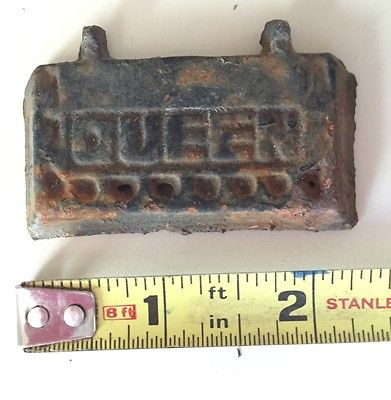 QUEEN
8 ft 1 ft in 2 STANLE